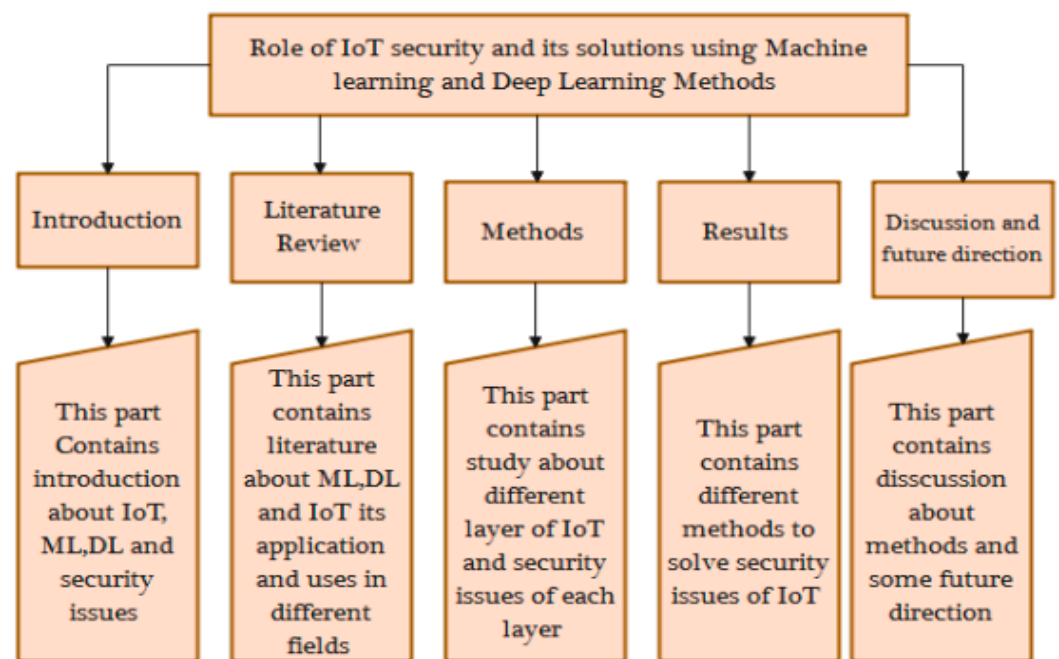 Role of IoT security and its solutions using Machine
learning and Deep Learning Methods
Introduction
Literature
Review
Methods
Results
Discussion and
future direction
This part
Contains
introduction
about IoT,
ML,DL and
security
issues
This part
contains
literature
about ML,DL
and IoT its
application
and uses in
different
fields
This part
contains
study about
different
layer of IoT
and security
issues of each
layer
This part
contains
different
methods to
solve security
issues of IoT
This part
contains
disscussion
about
methods and
some future
direction